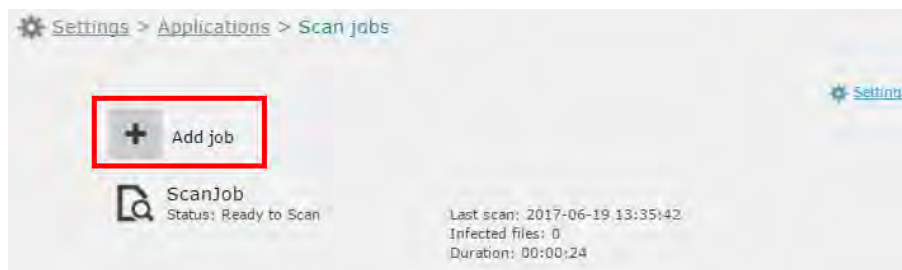 Settings > Applications > Scan jobs
Setting
+ Add job
ScanJob
Status: Ready to Scan
Last scan: 2017-06-19 13:35:42
Infected files: 0
Duration: 00:00:24